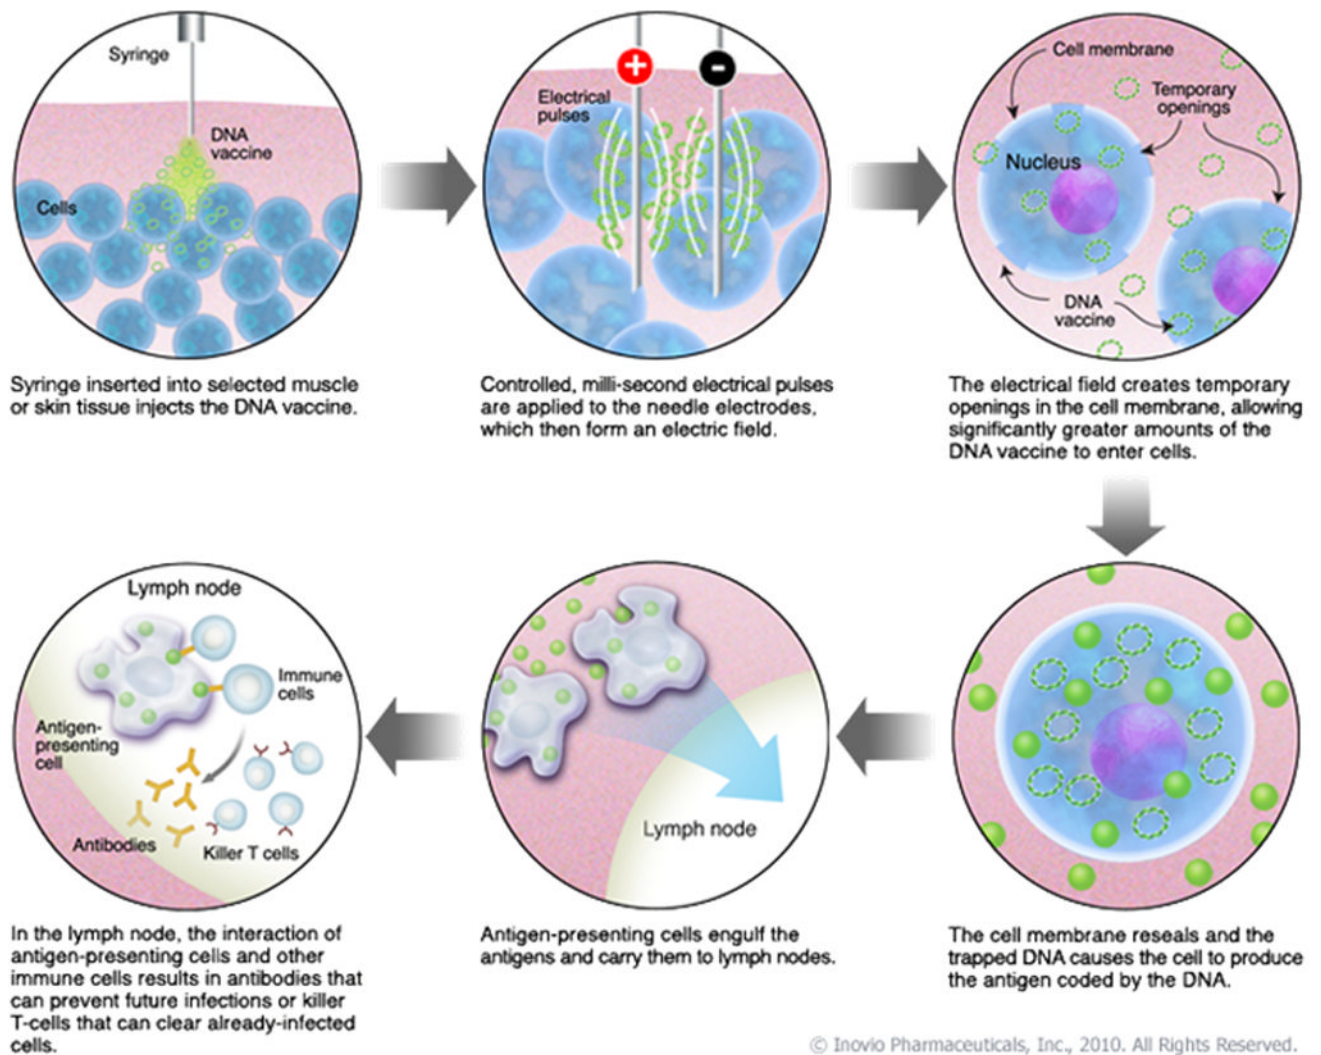 Syringe
DNA
vaccine
Cells
Syringe inserted into selected muscle
or skin tissue injects the DNA vaccine.
+
-
Electrical
pulses
Controlled, milli-second electrical pulses
are applied to the needle electrodes,
which then form an electric field.
Cell membrane
Temporary
openings
Nucleus
DNA
vaccine
The electrical field creates temporary
openings in the cell membrane, allowing
significantly greater amounts of the
DNA vaccine to enter cells.
The cell membrane reseals and the
trapped DNA causes the cell to produce
the antigen coded by the DNA.
Lymph node
Antigen-presenting cells engulf the
antigens and carry them to lymph nodes.
Lymph node
Immune
cells
Antigen-
presenting
cell
Antibodies
Killer T cells
In the lymph node, the interaction of
antigen-presenting cells and other
immune cells results in antibodies that
can prevent future infections or killer
T-cells that can clear already-infected
cells.
© Inovio Pharmaceuticals, Inc., 2010. All Rights Reserved.